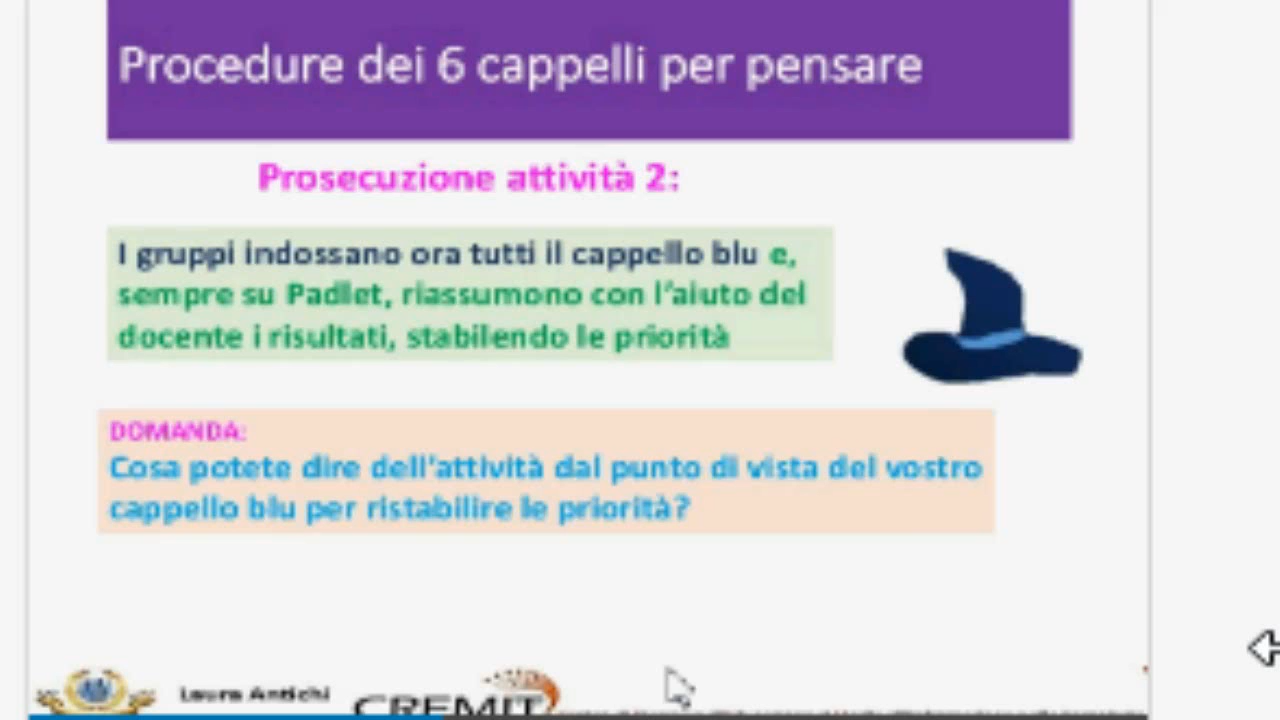 Procedure dei 6 cappelli per pensare
Prosecuzione attività 2:
I gruppi indossano ora tutti il cappello blu e,
sempre su Padlet, riassumono con l'aiuto del
docente i risultati, stabilendo le priorità
DOMANDA:
Cosa potete dire dell'attività dal punto di vista del vostro
cappello blu per ristabilire le priorità?
Laura Antichi
CREMIT